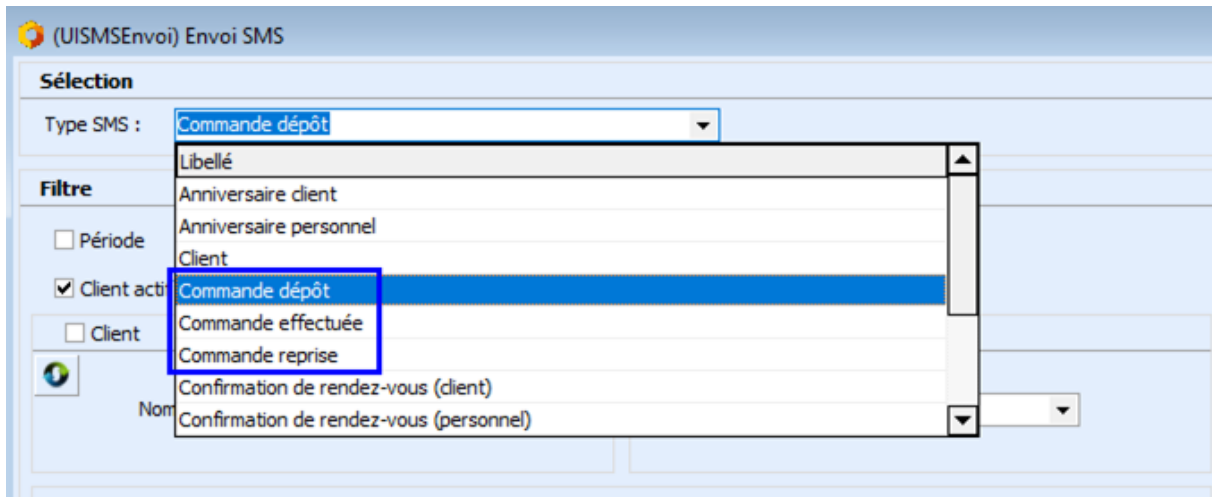 (UISMSEnvoi) Envoi SMS
Sélection
Type SMS : Commande dépôt
Libellé
Filtre
Anniversaire client
Anniversaire personnel
Période
Client
Client acti
Commande dépôt
Commande effectuée
Client
Commande reprise
Confirmation de rendez-vous (client)
Nom
Confirmation de rendez-vous (personnel)